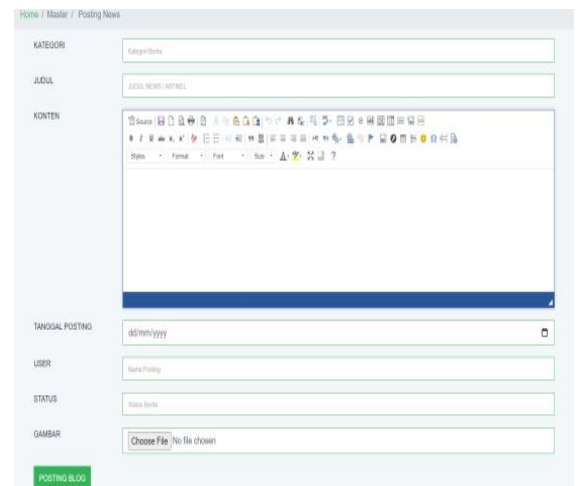 Home / Master / Posting News
KATEGORI
Kategori Berita
JUDUL
JUDUL NEWS / ARTIKEL
KONTEN
Source
B I U
Styles Format Font Size A ?
TANGGAL POSTING
dd/mm/yyyy
USER
Nama Posting
STATUS
Status Berita
GAMBAR
Choose File No file chosen
POSTING BLOG